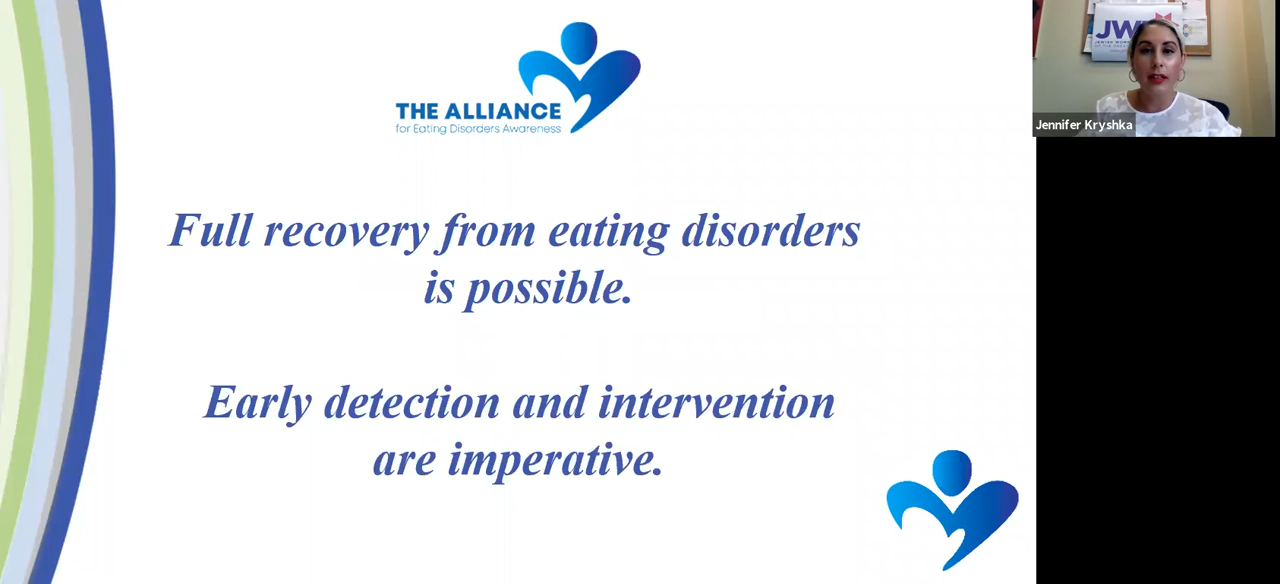 THE ALLIANCE
for Eating Disorders Awareness
Full recovery from eating disorders
is possible.
Early detection and intervention
are imperative.
Jennifer Kryshka